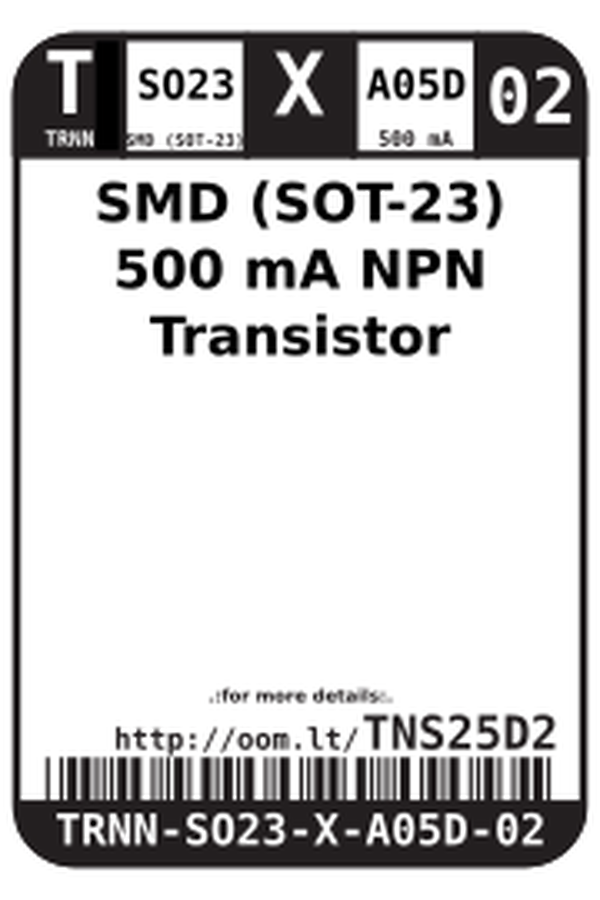 T SO23 X A05D 02
TRNN SMD (SOT-23) 500 mA
SMD (SOT-23)
500 mA NPN
Transistor
.:for more details:.
http://oom.lt/TNS25D2
TRNN-SO23-X-A05D-02